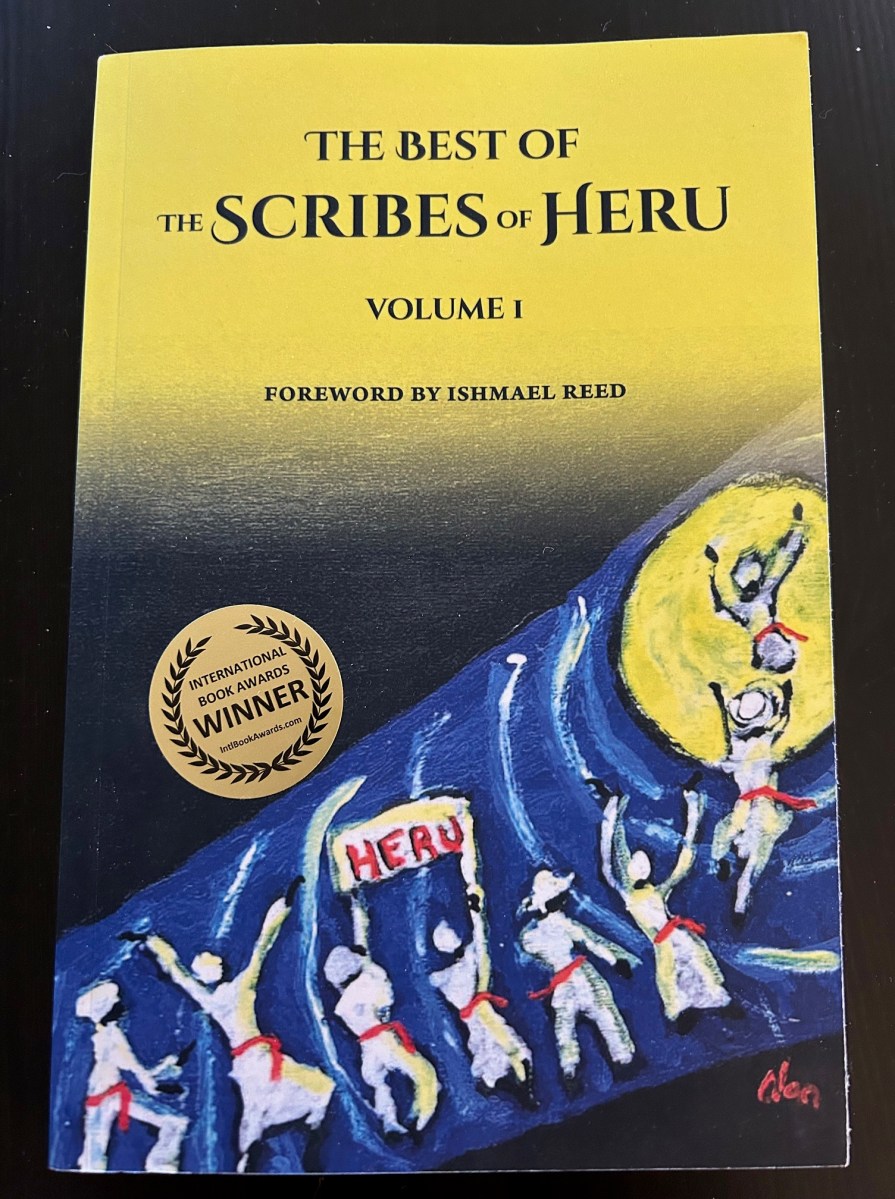 THE BEST OF
THE SCRIBES OF HERU
VOLUME I
FOREWORD BY ISHMAEL REED
INTERNATIONAL
BOOK AWARDS
WINNER
IntlBookAwards.com
HERU